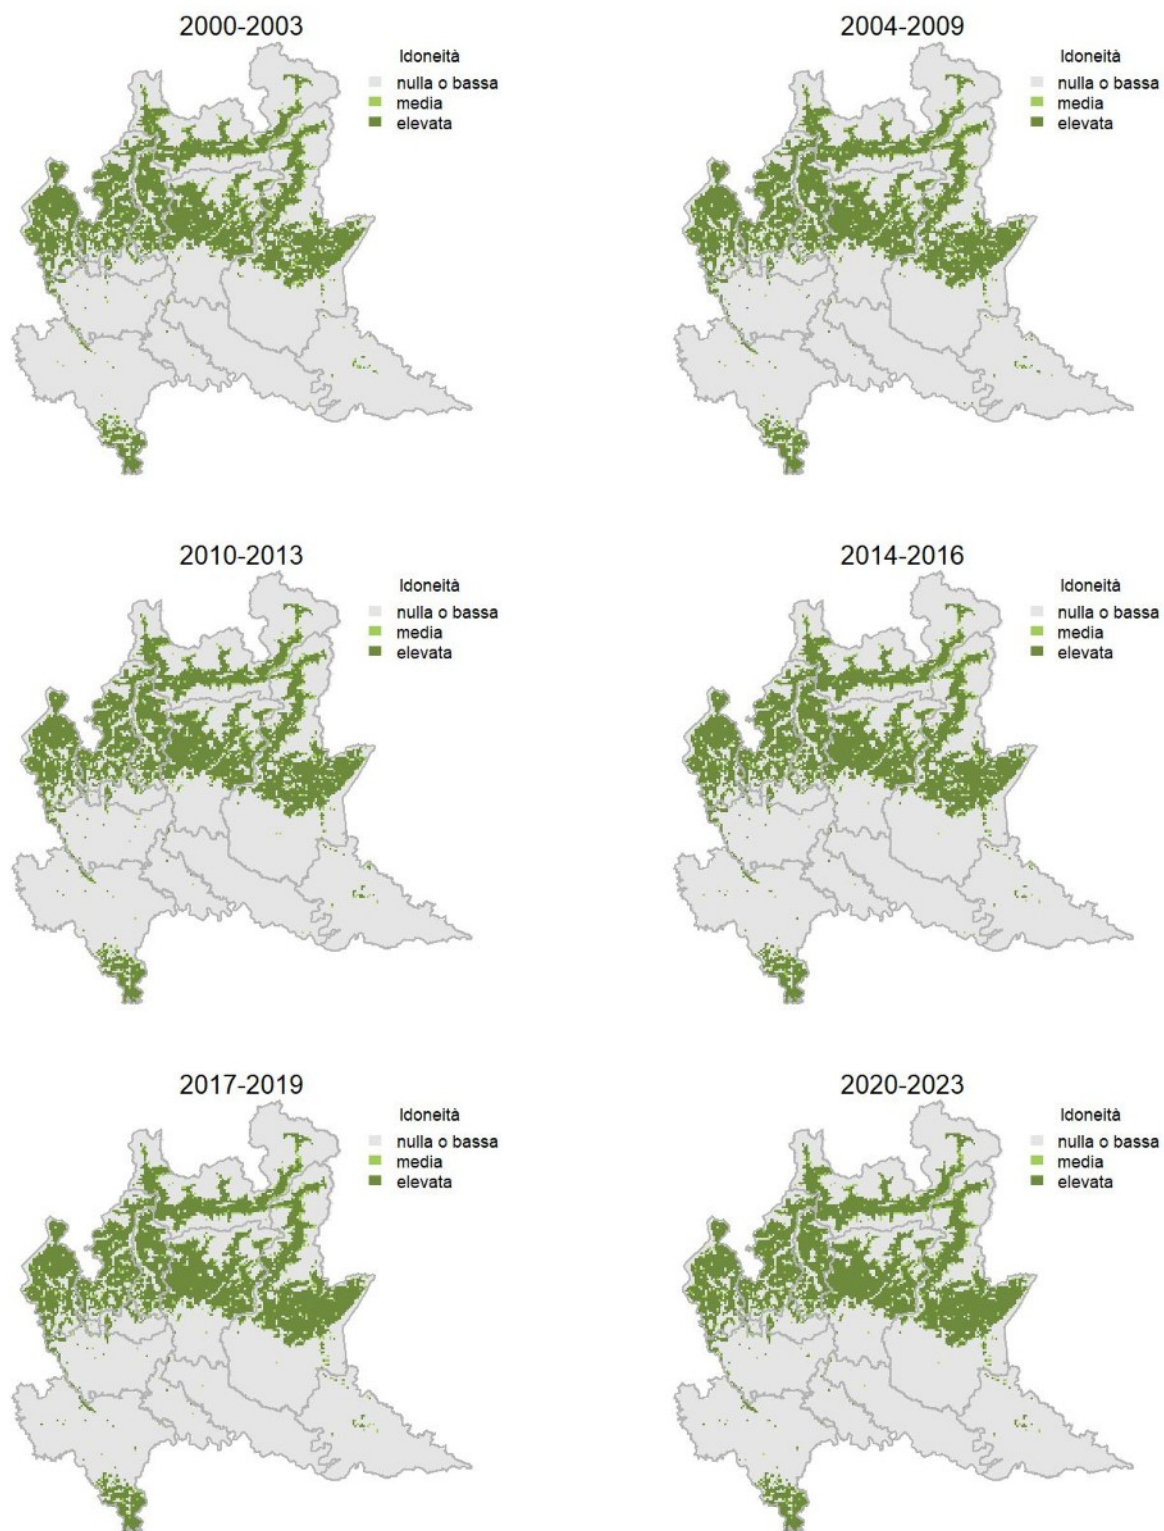 2000-2003
Idoneità
nulla o bassa
media
elevata
2004-2009
Idoneità
nulla o bassa
media
elevata
2010-2013
Idoneità
nulla o bassa
media
elevata
2014-2016
Idoneità
nulla o bassa
media
elevata
2017-2019
Idoneità
nulla o bassa
media
elevata
2020-2023
Idoneità
nulla o bassa
media
elevata